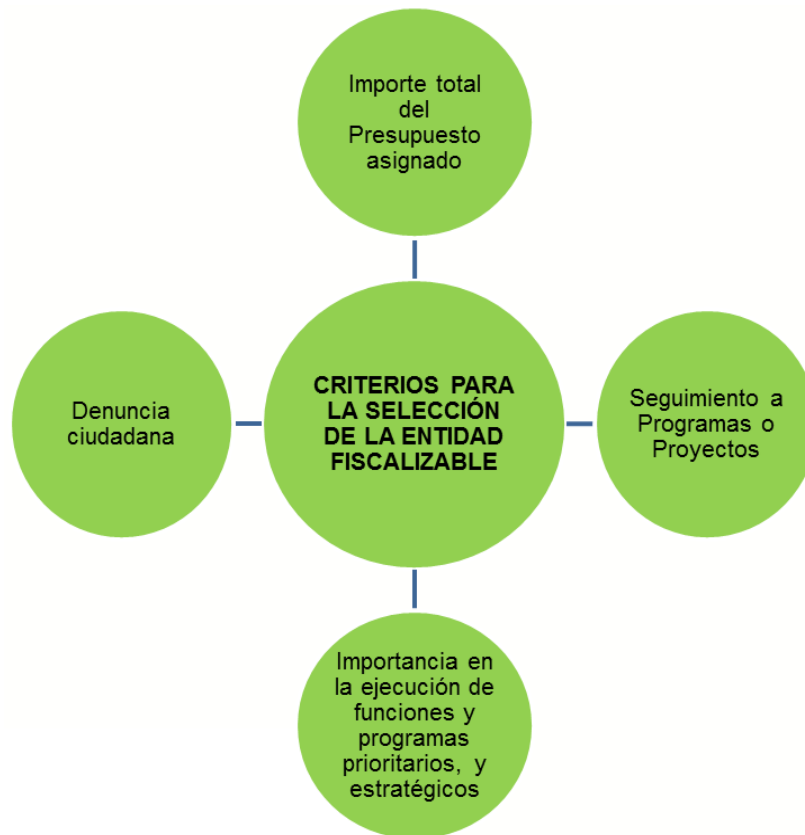 Importe total
del
Presupuesto
asignado
Denuncia
ciudadana
CRITERIOS PARA
LA SELECCIÓN
DE LA ENTIDAD
FISCALIZABLE
Seguimiento a
Programas o
Proyectos
Importancia en
la ejecución de
funciones y
programas
prioritarios, y
estratégicos